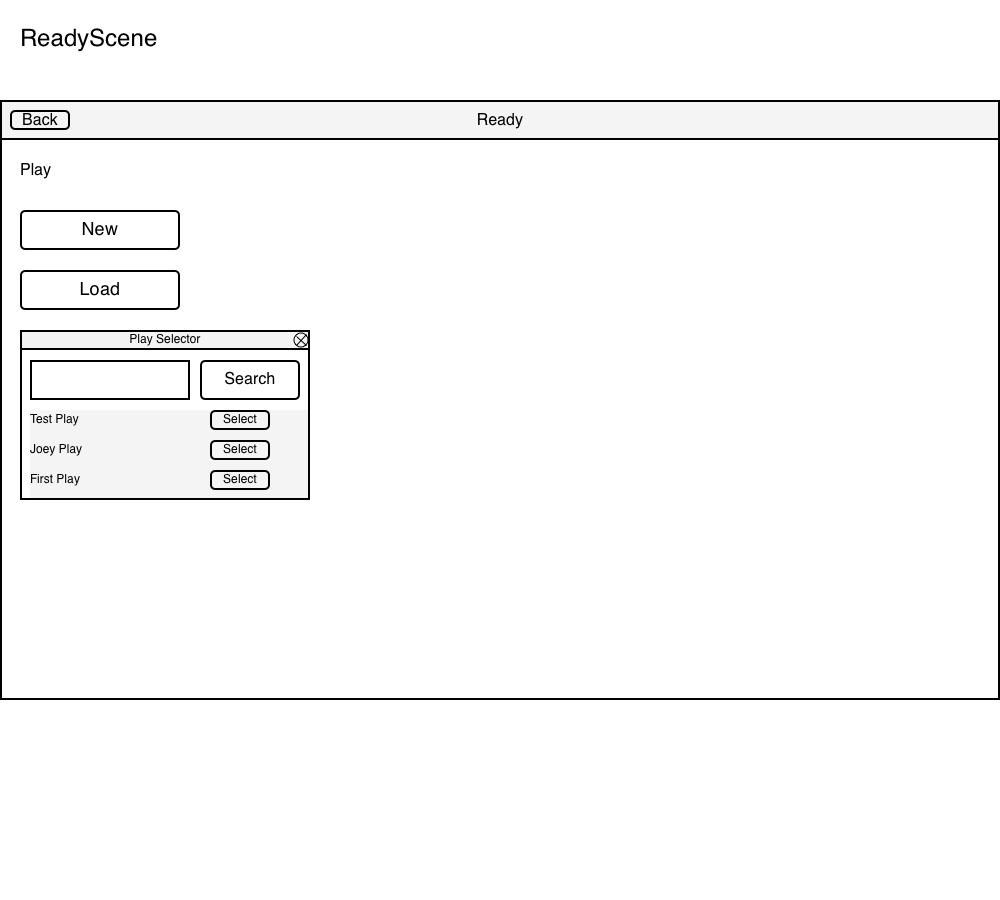 ReadyScene
Back
Ready
Play
New
Load
Play Selector
Search
Test Play
Select
Joey Play
Select
First Play
Select